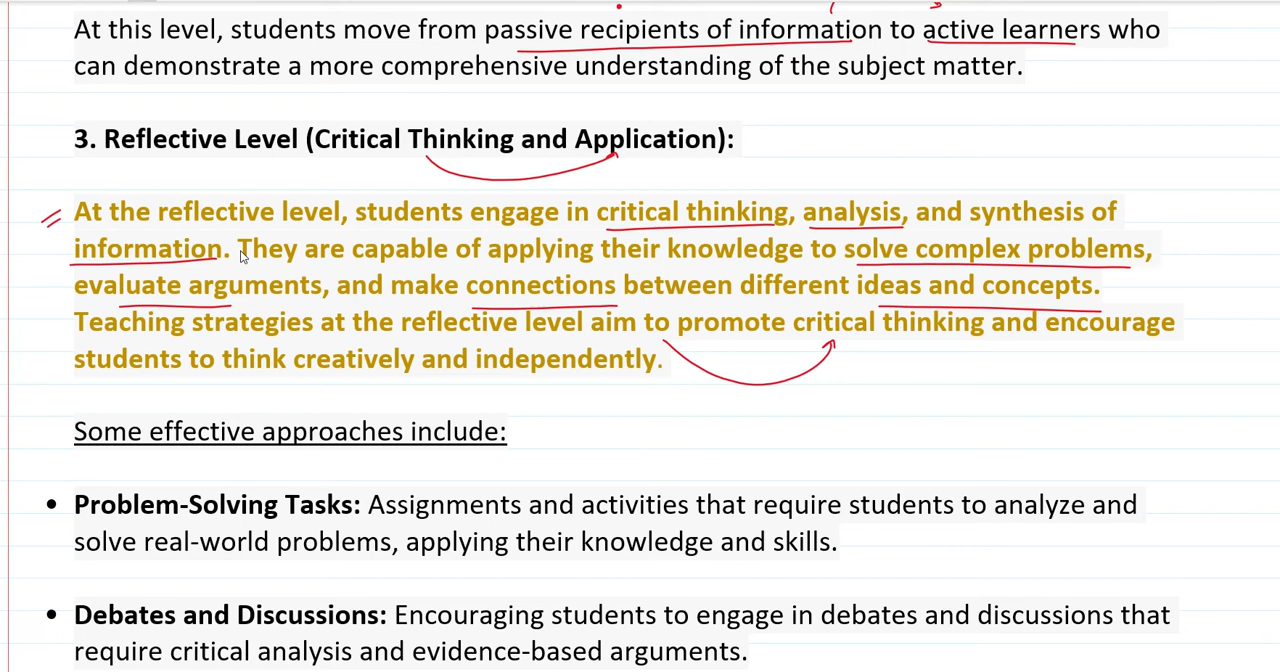 At this level, students move from passive recipients of information to active learners who
can demonstrate a more comprehensive understanding of the subject matter.
3. Reflective Level (Critical Thinking and Application):
At the reflective level, students engage in critical thinking, analysis, and synthesis of
information. They are capable of applying their knowledge to solve complex problems,
evaluate arguments, and make connections between different ideas and concepts.
Teaching strategies at the reflective level aim to promote critical thinking and encourage
students to think creatively and independently.
Some effective approaches include:
• Problem-Solving Tasks: Assignments and activities that require students to analyze and
solve real-world problems, applying their knowledge and skills.
• Debates and Discussions: Encouraging students to engage in debates and discussions that
require critical analysis and evidence-based arguments.